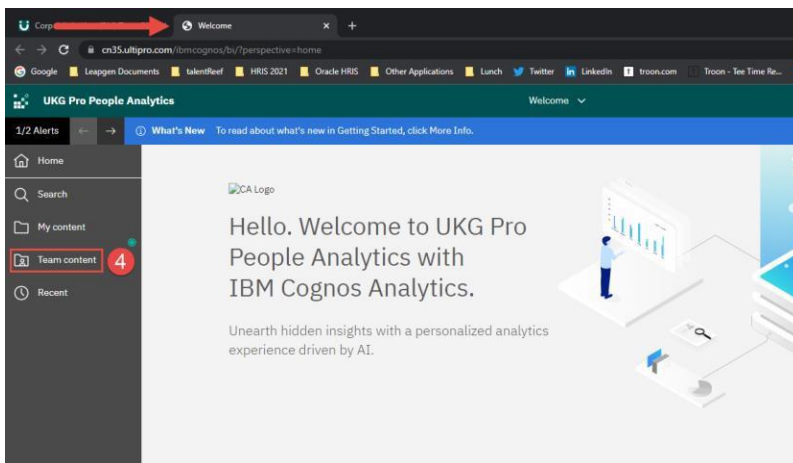 Corp
Welcome
cn35.ultipro.com/ibmcognos/bi/?perspective=home
Google Leapgen Documents talentReef HRIS 2021 Oracle HRIS Other Applications Lunch Twitter LinkedIn troon.com Troon - Tee Time Re...
UKG Pro People Analytics
Welcome
1/2 Alerts
What's New To read about what's new in Getting Started, click More Info.
Home
Search
My content
Team content 4
Recent
CA Logo
Hello. Welcome to UKG Pro
People Analytics with
IBM Cognos Analytics.
Unearth hidden insights with a personalized analytics
experience driven by AI.